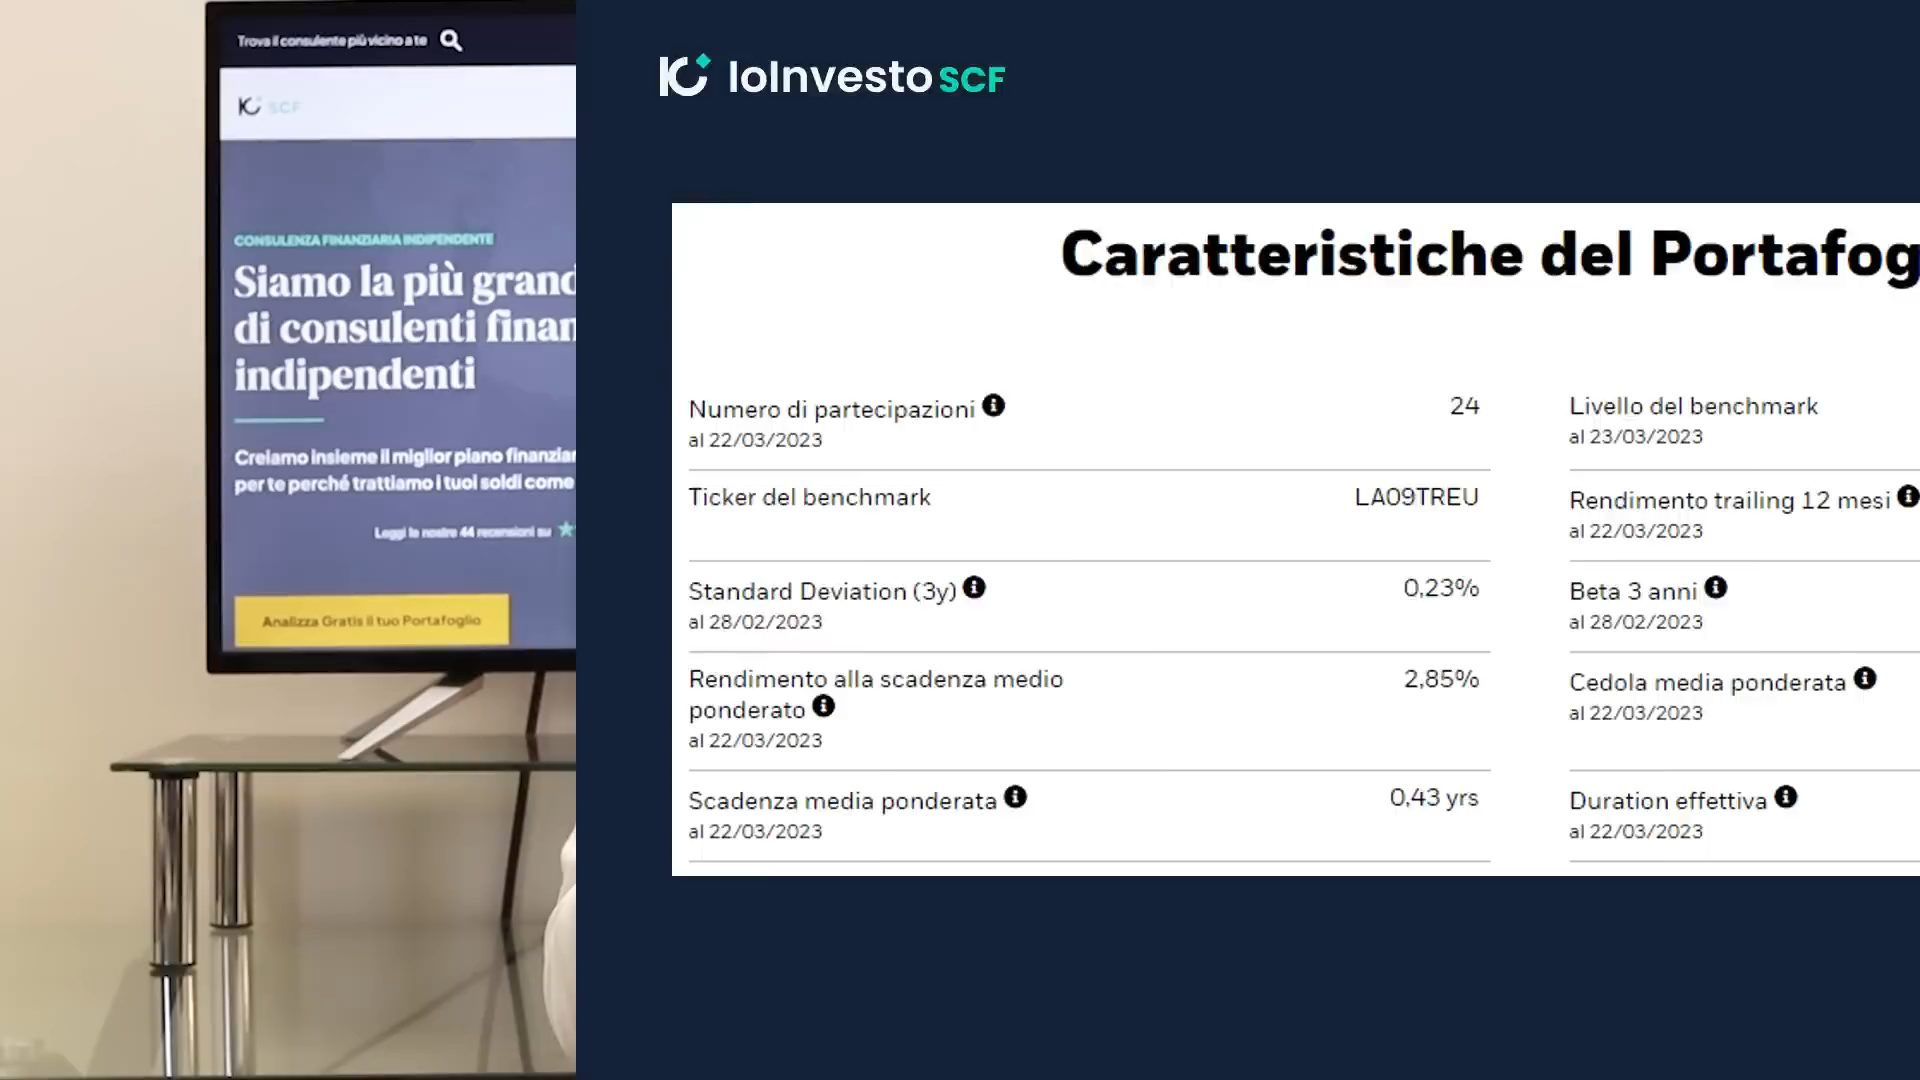 Trova il consulente più vicino a te
SCF
CONSULENZA FINANZIARIA INDIPENDENTE
Siamo la più grand
di consulenti finan
indipendenti
Creiamo insieme il miglior piano finanziar
per te perché trattiamo i tuoi soldi come
Leggi le nostre 44 recensioni su
Analizza Gratis il tuo Portafoglio
IoInvesto SCF
Caratteristiche del Portafog
Numero di partecipazioni 24
al 22/03/2023
Ticker del benchmark LA09TREU
Standard Deviation (3y) 0,23%
al 28/02/2023
Rendimento alla scadenza medio 2,85%
ponderato
al 22/03/2023
Scadenza media ponderata 0,43 yrs
al 22/03/2023
Livello del benchmark
al 23/03/2023
Rendimento trailing 12 mesi
al 22/03/2023
Beta 3 anni
al 28/02/2023
Cedola media ponderata
al 22/03/2023
Duration effettiva
al 22/03/2023